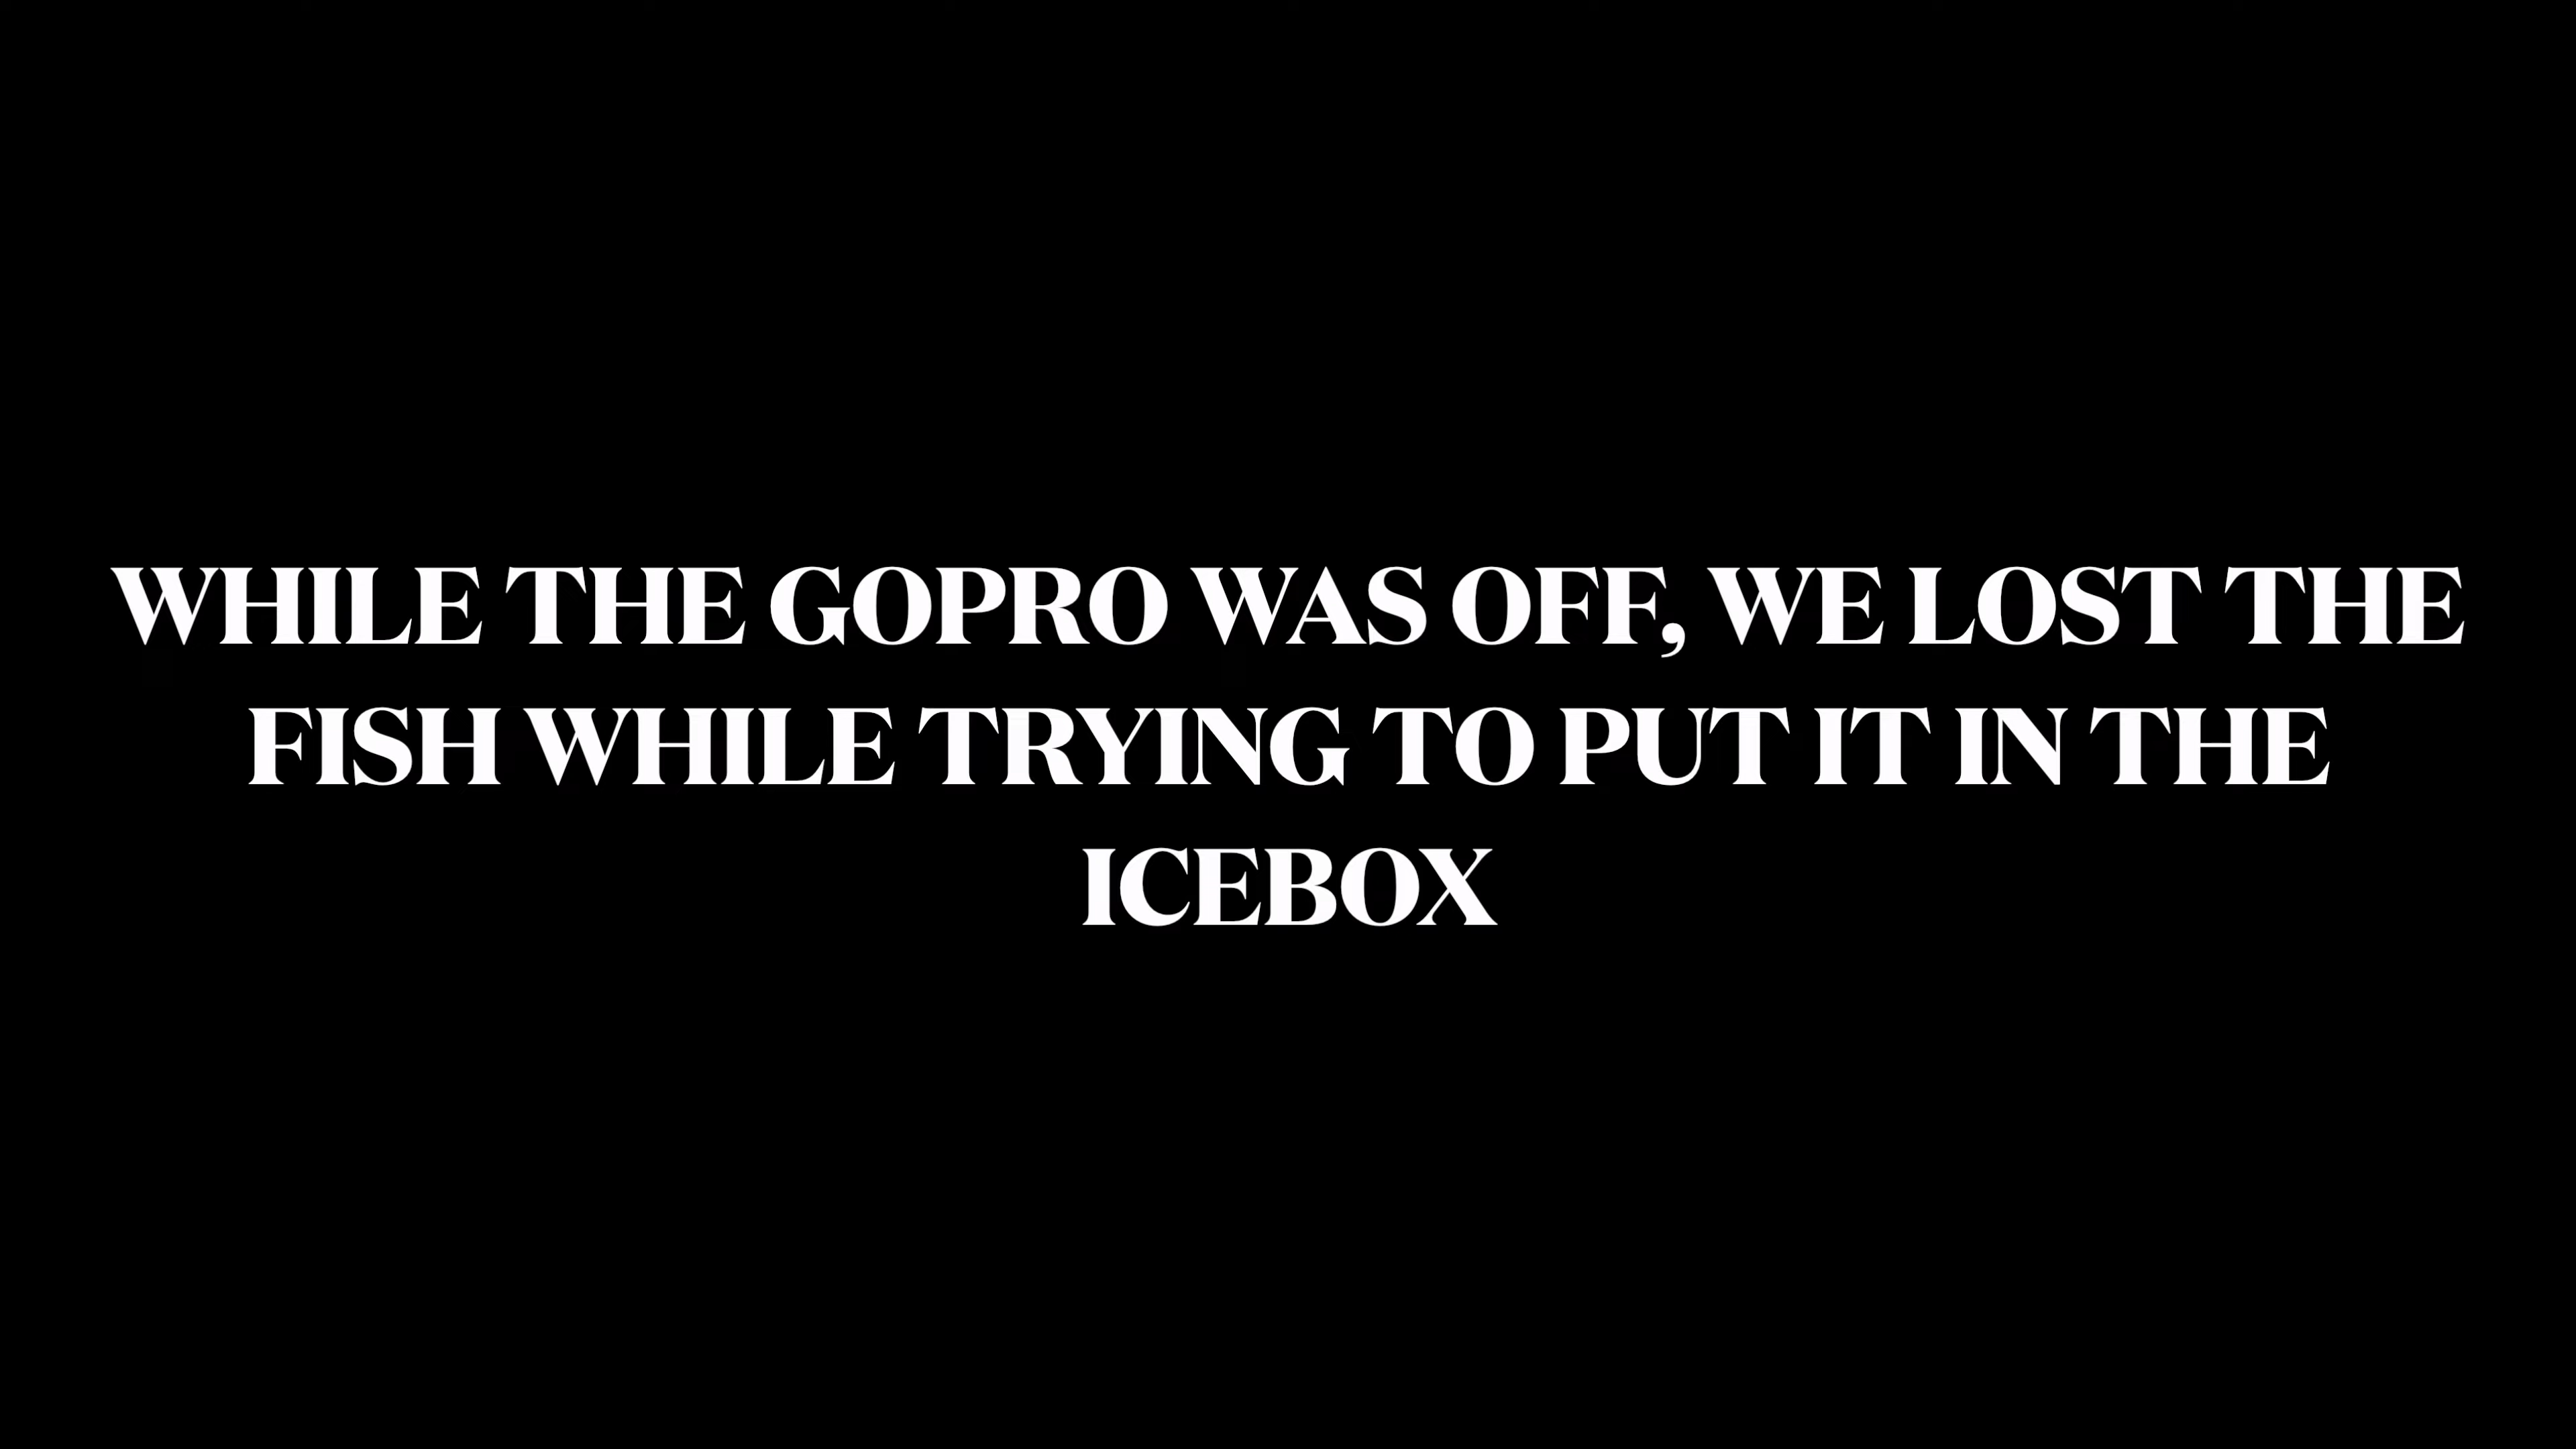 WHILE THE GOPRO WAS OFF, WE LOST THE
FISH WHILE TRYING TO PUT IT IN THE
ICEBOX